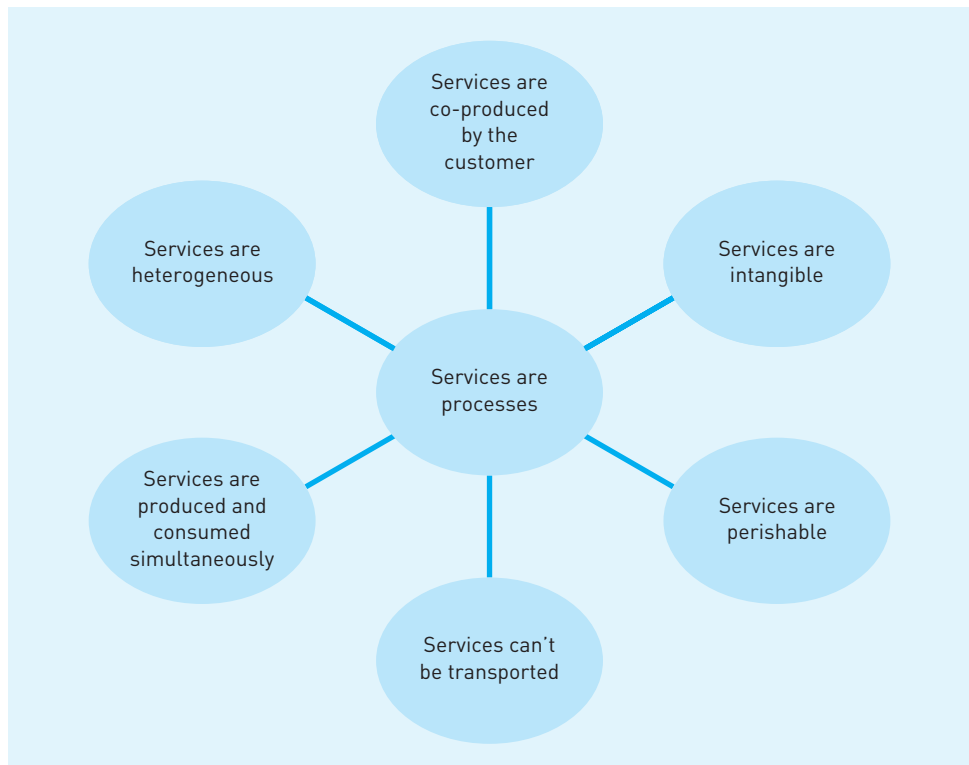 Services are
co-produced
by the
customer
Services are
heterogeneous
Services are
intangible
Services are
processes
Services are
produced and
consumed
simultaneously
Services are
perishable
Services can’t
be transported